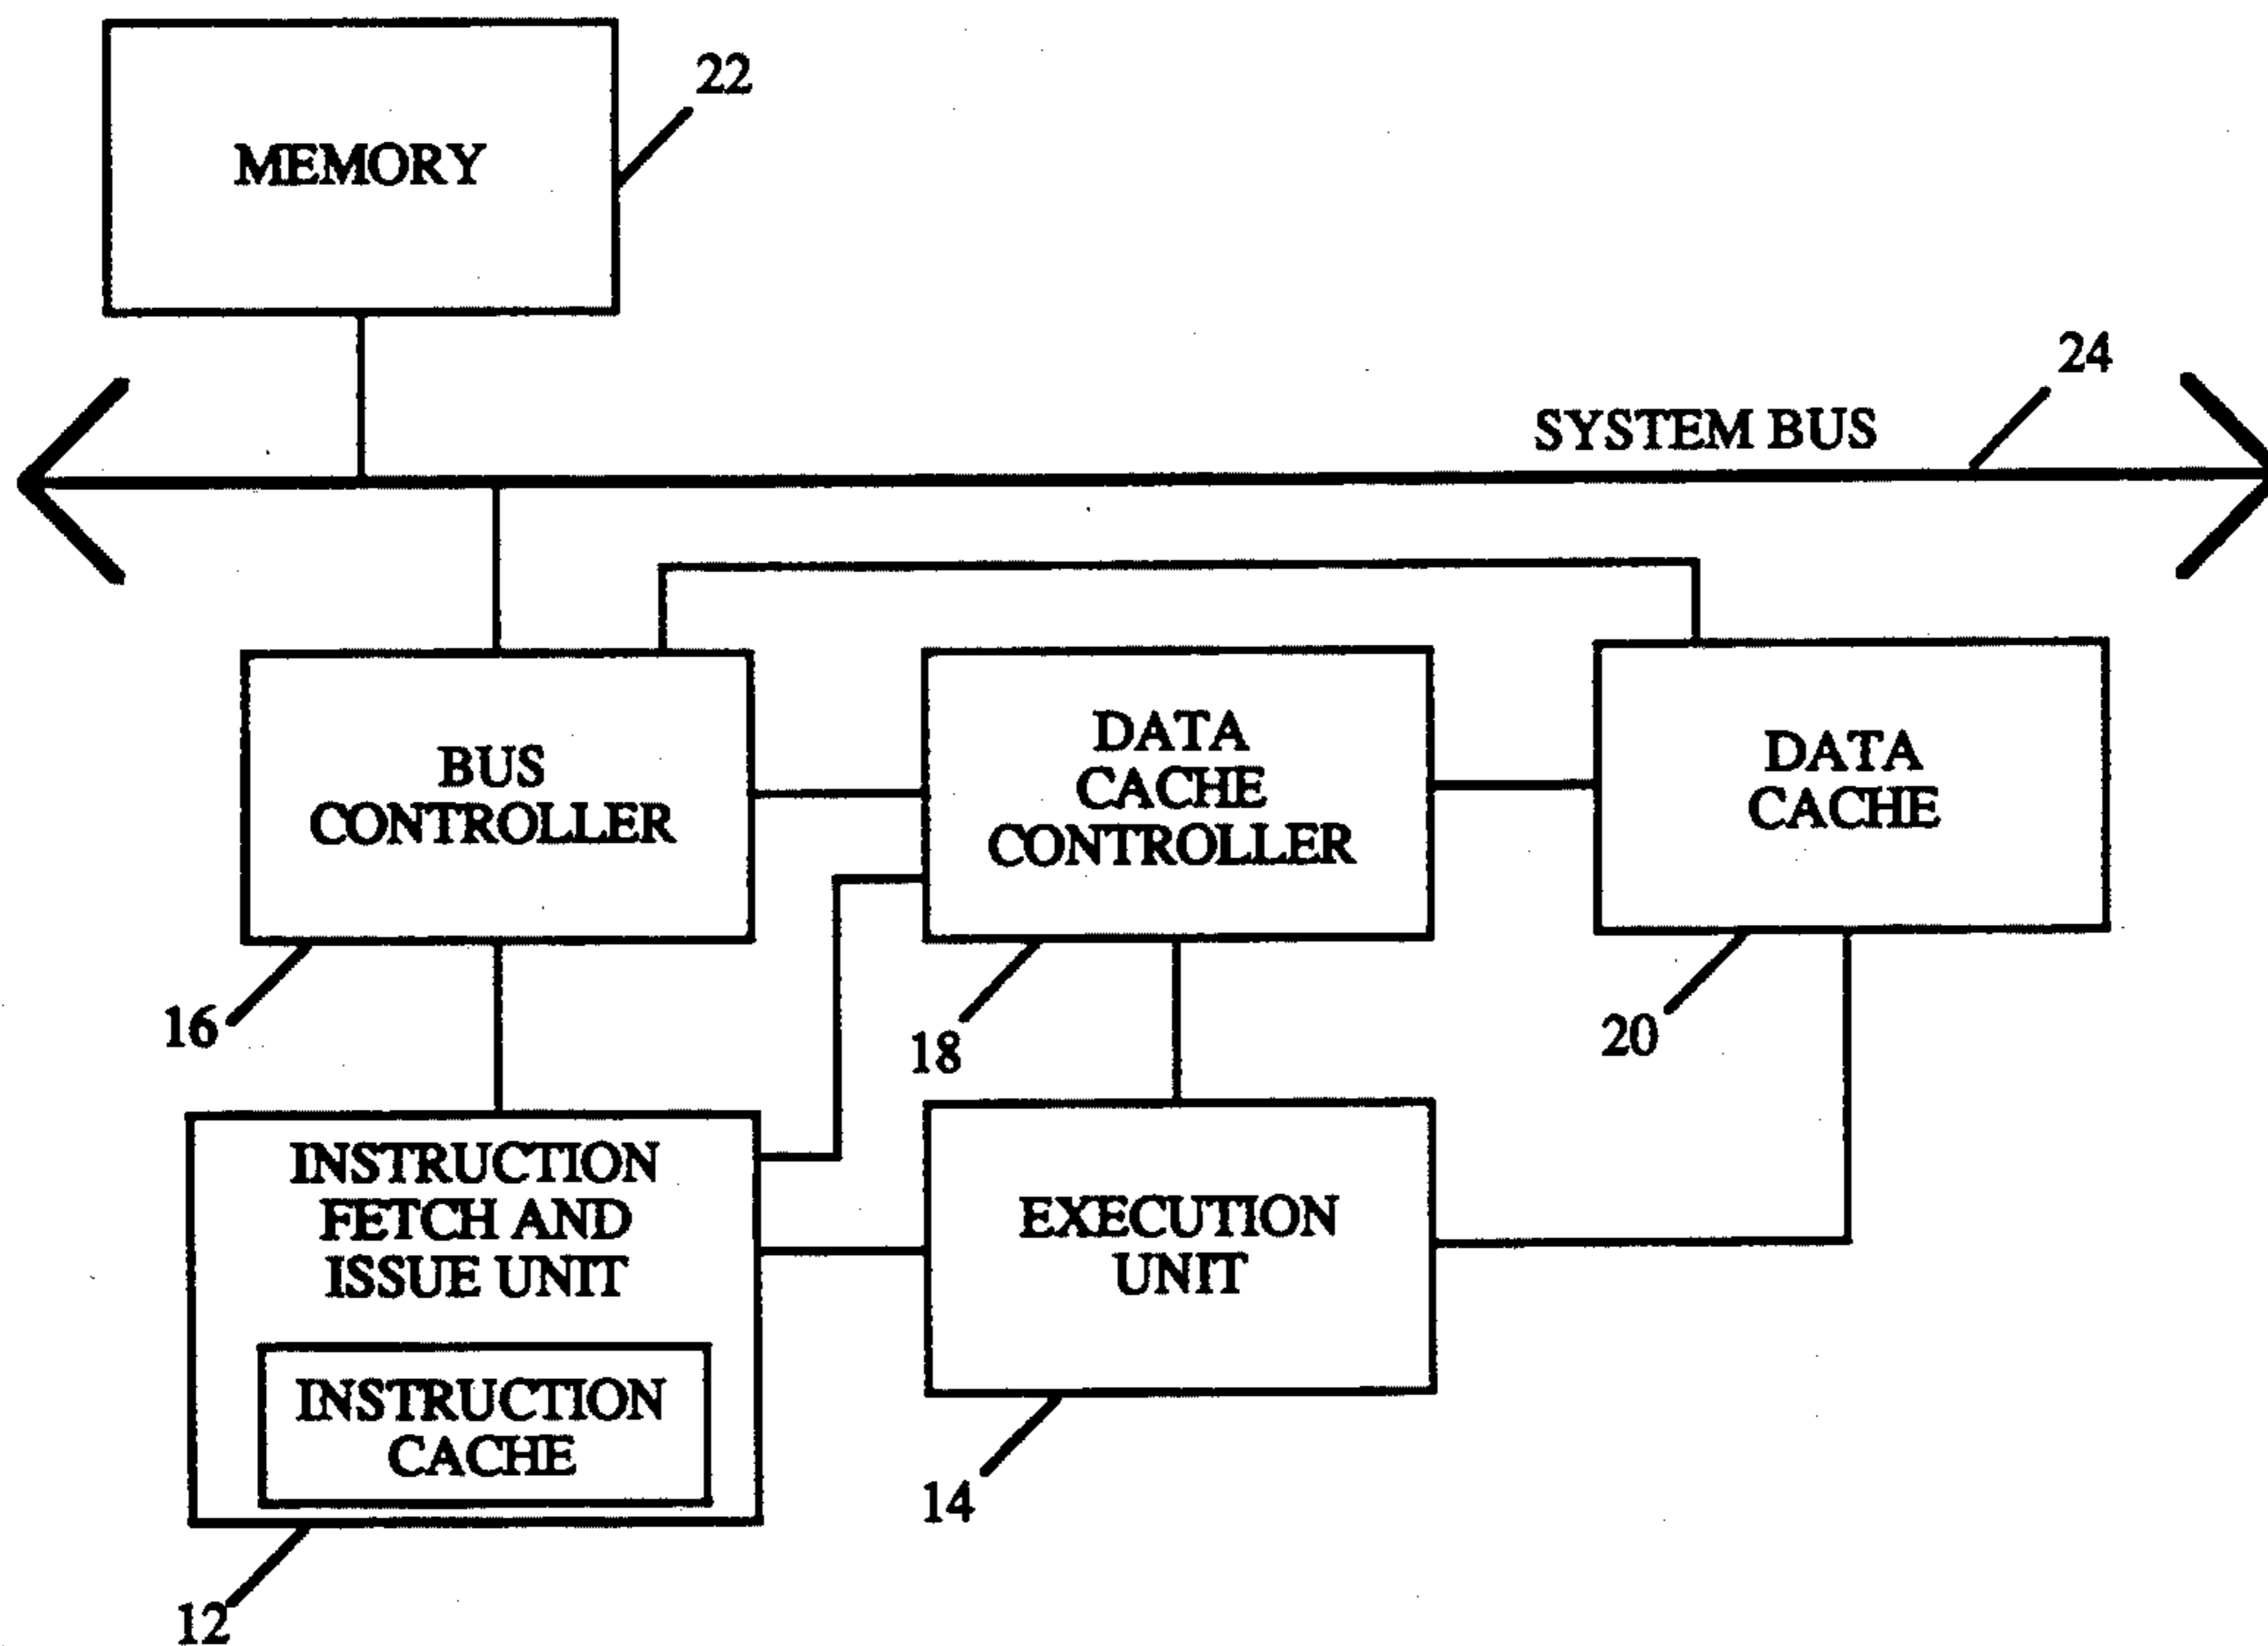 22
MEMORY
24
SYSTEM BUS
BUS
CONTROLLER
DATA
CACHE
CONTROLLER
DATA
CACHE
16
18
20
INSTRUCTION
FETCH AND
ISSUE UNIT
EXECUTION
UNIT
INSTRUCTION
CACHE
14
12